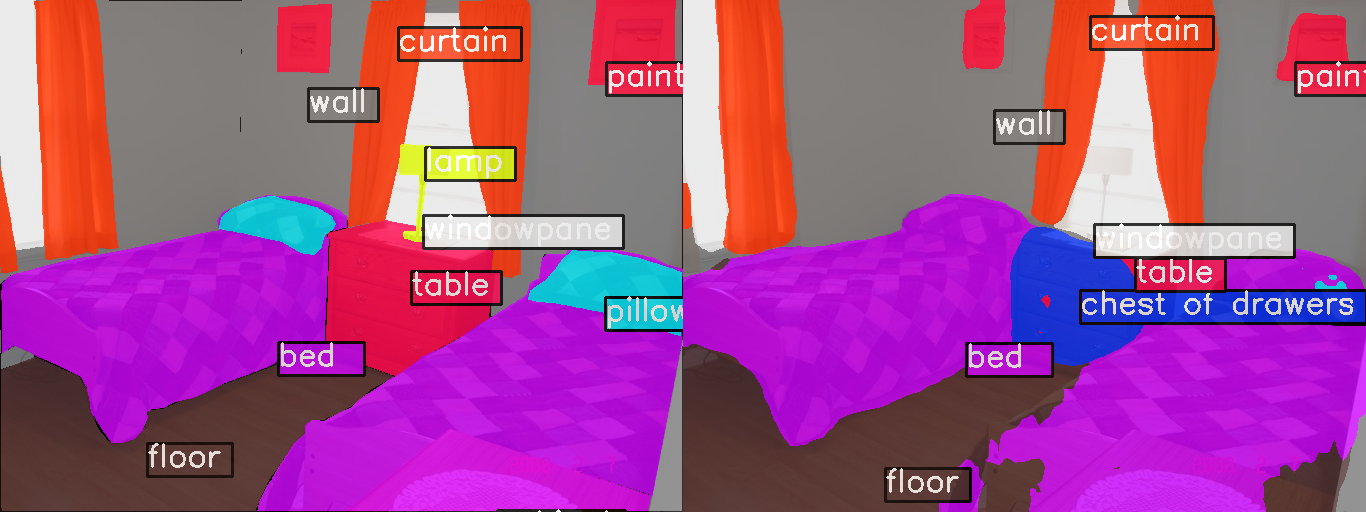 curtain
paint
wall
lamp
windowpane
table
pillow
bed
floor
curtain
paint
wall
windowpane
table
chest of drawers
bed
floor